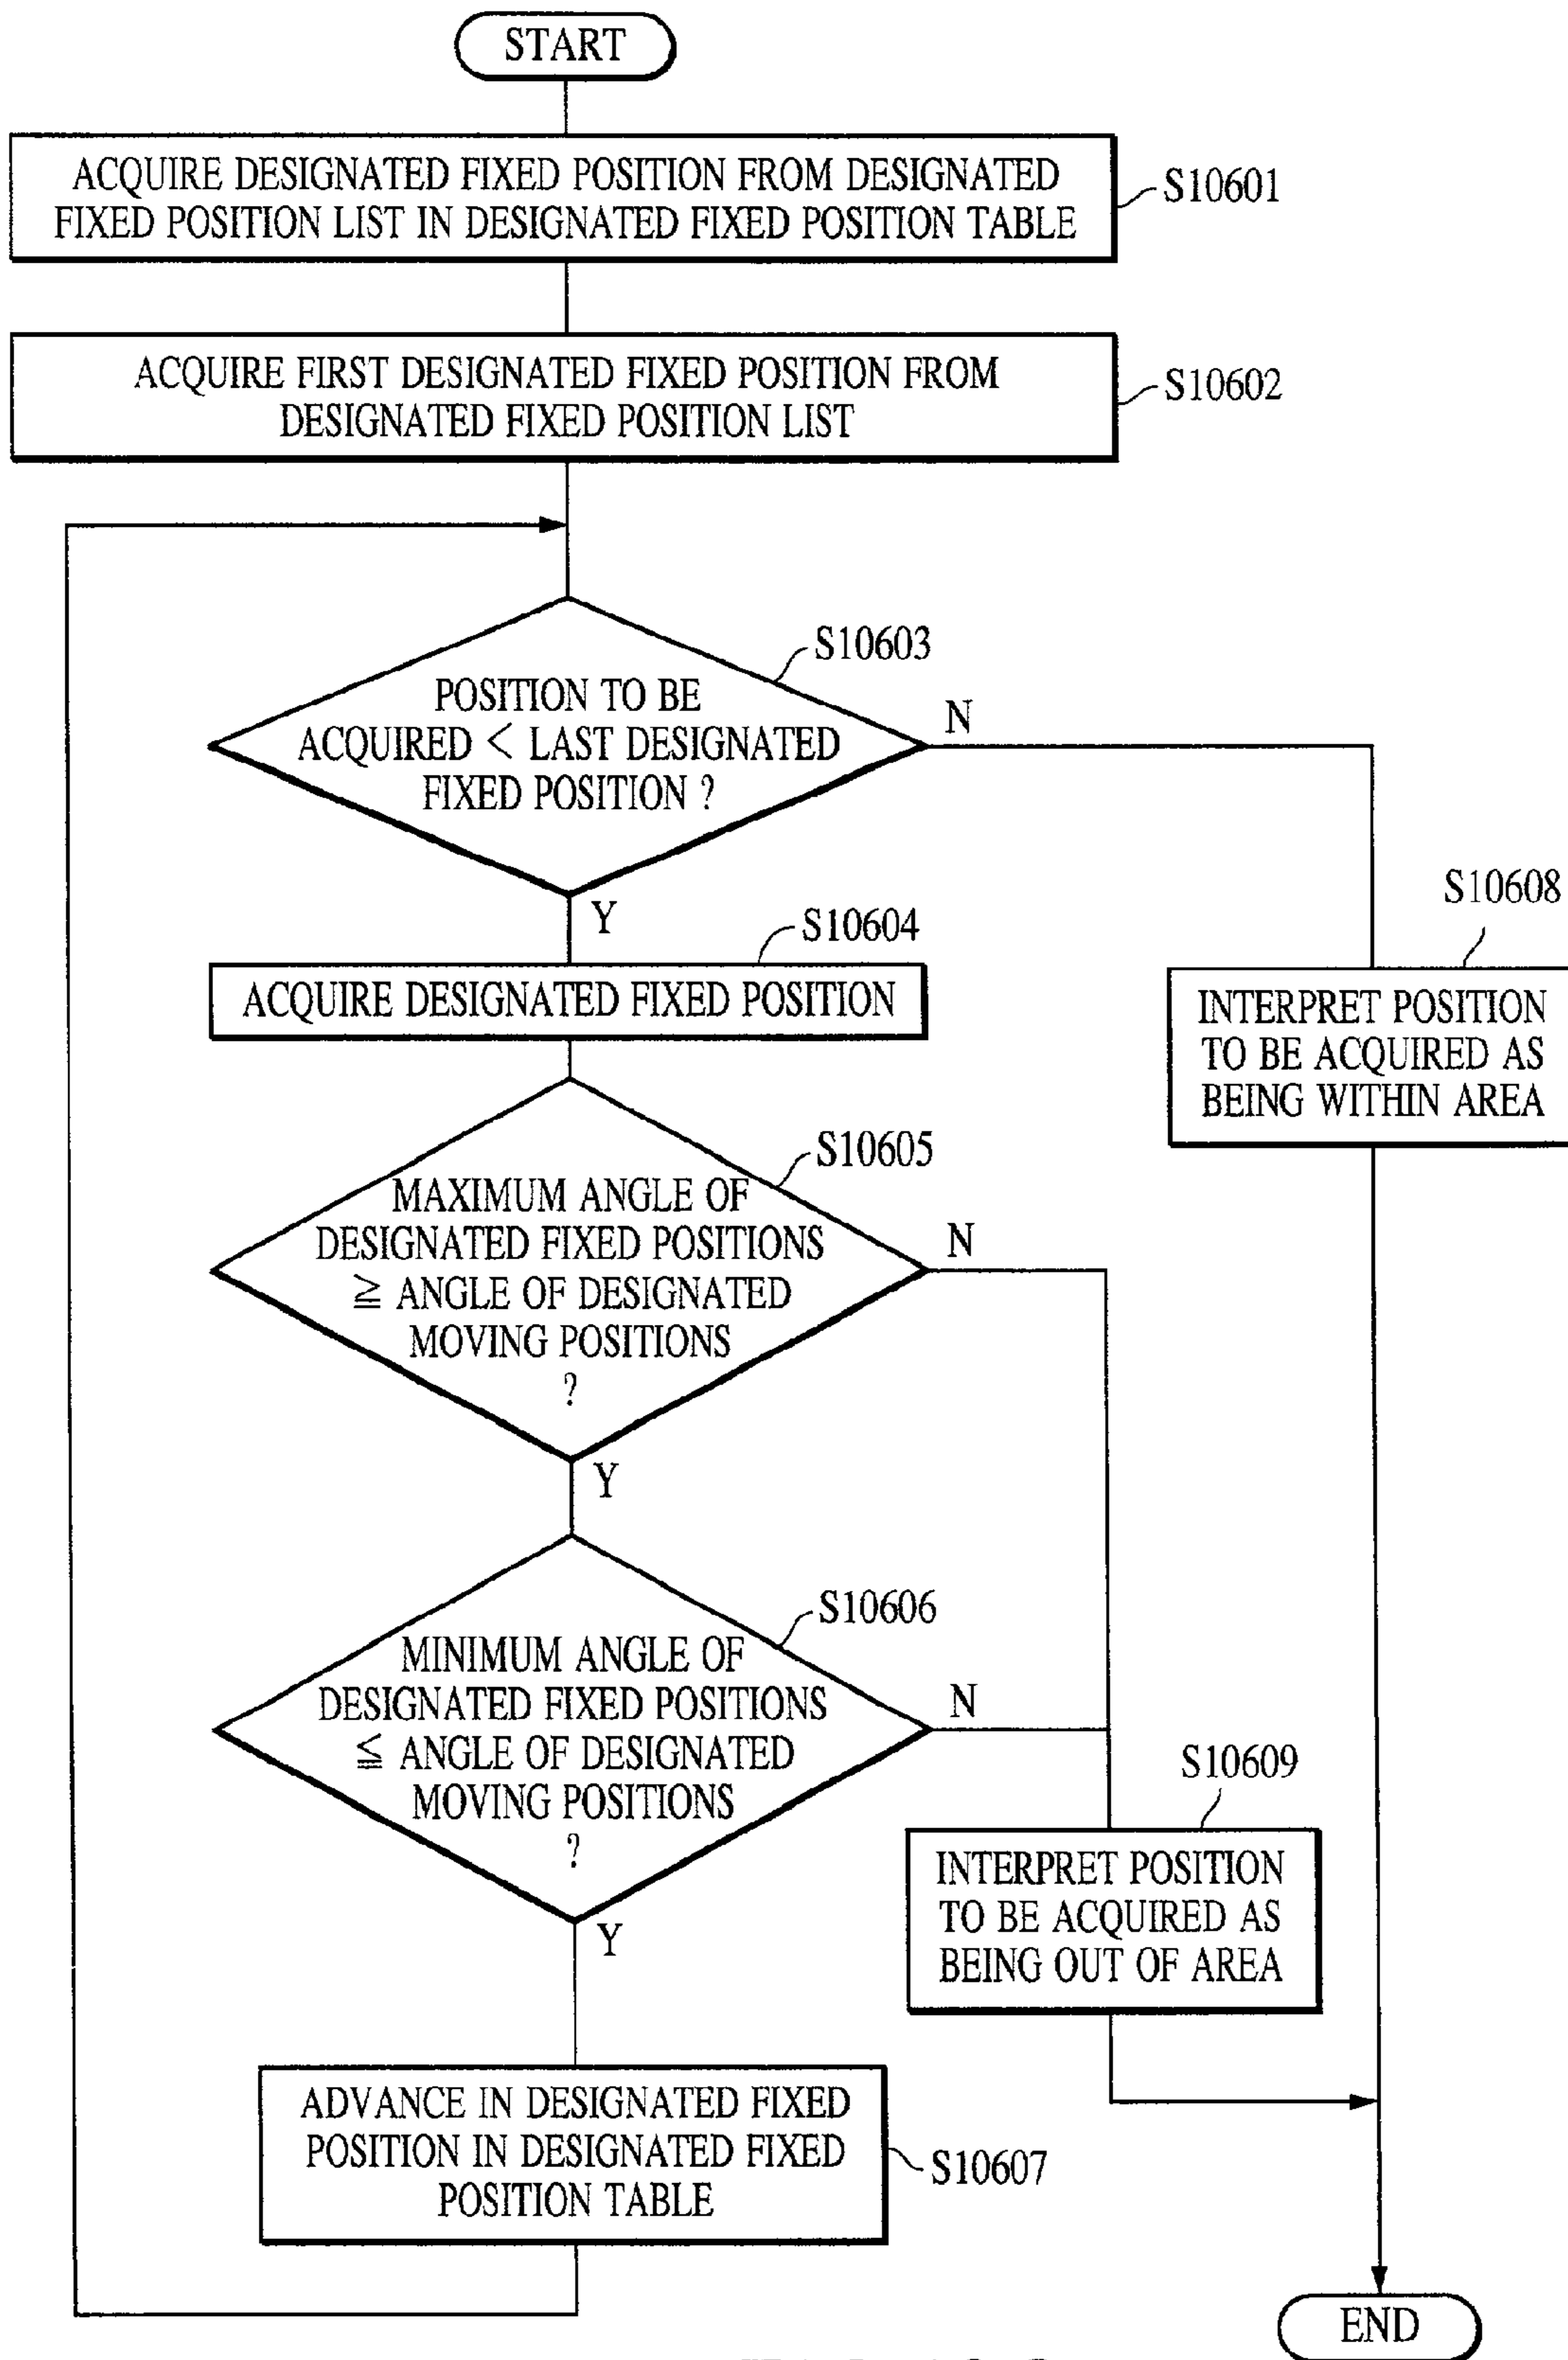 START
ACQUIRE DESIGNATED FIXED POSITION FROM DESIGNATED
FIXED POSITION LIST IN DESIGNATED FIXED POSITION TABLE
S10601
ACQUIRE FIRST DESIGNATED FIXED POSITION FROM
DESIGNATED FIXED POSITION LIST
S10602
S10603
POSITION TO BE
ACQUIRED < LAST DESIGNATED
FIXED POSITION ?
N
Y
S10604
ACQUIRE DESIGNATED FIXED POSITION
S10608
INTERPRET POSITION
TO BE ACQUIRED AS
BEING WITHIN AREA
S10605
MAXIMUM ANGLE OF
DESIGNATED FIXED POSITIONS
≧ ANGLE OF DESIGNATED
MOVING POSITIONS
?
N
Y
S10606
MINIMUM ANGLE OF
DESIGNATED FIXED POSITIONS
≦ ANGLE OF DESIGNATED
MOVING POSITIONS
?
N
Y
S10609
INTERPRET POSITION
TO BE ACQUIRED AS
BEING OUT OF AREA
ADVANCE IN DESIGNATED FIXED
POSITION IN DESIGNATED FIXED
POSITION TABLE
S10607
END